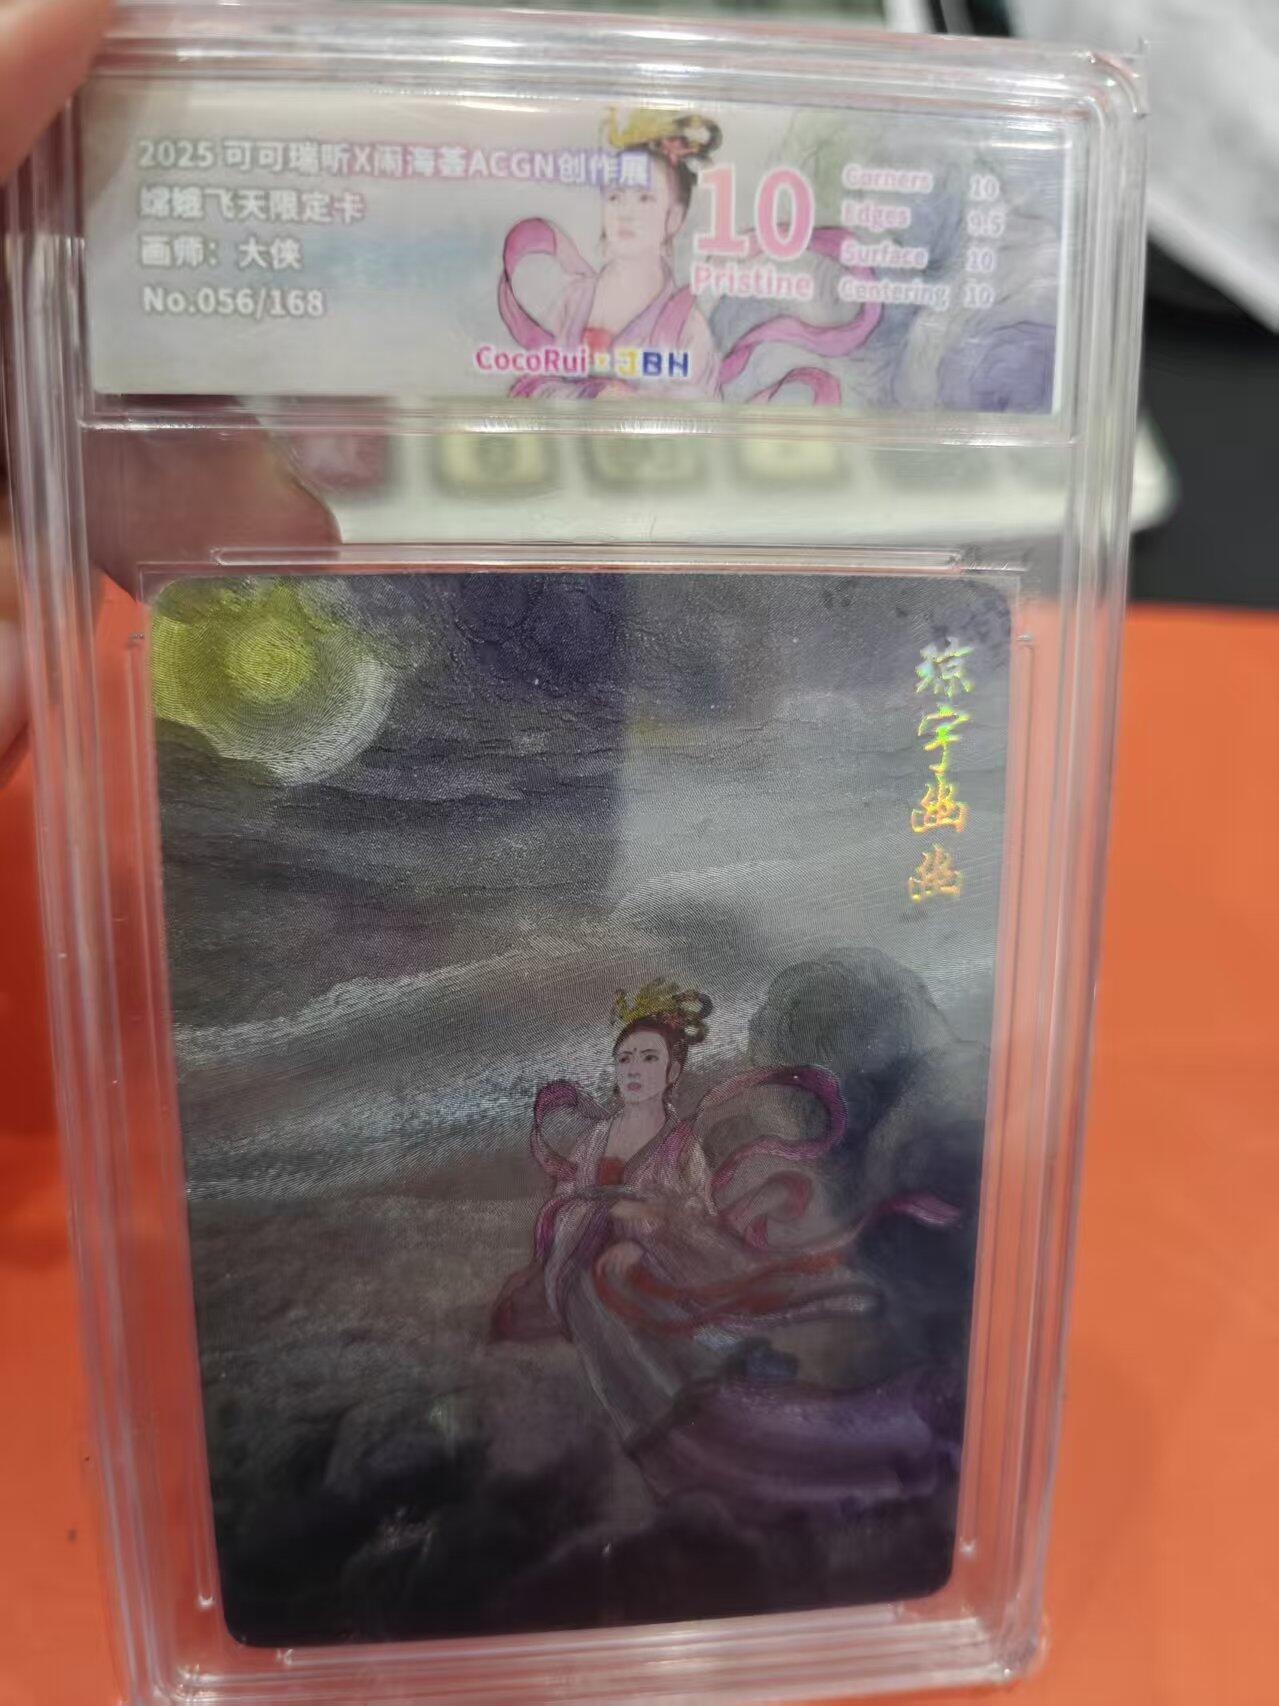 2025 可可瑞昕X闹海荟ACGN创作展
嫦娥飞天限定卡
画师：大侠
No.056/168
10
Pristine
Corners 10
Edges 9.5
Surface 10
Centering 10
CocoRui × JBH
琼宇幽幽